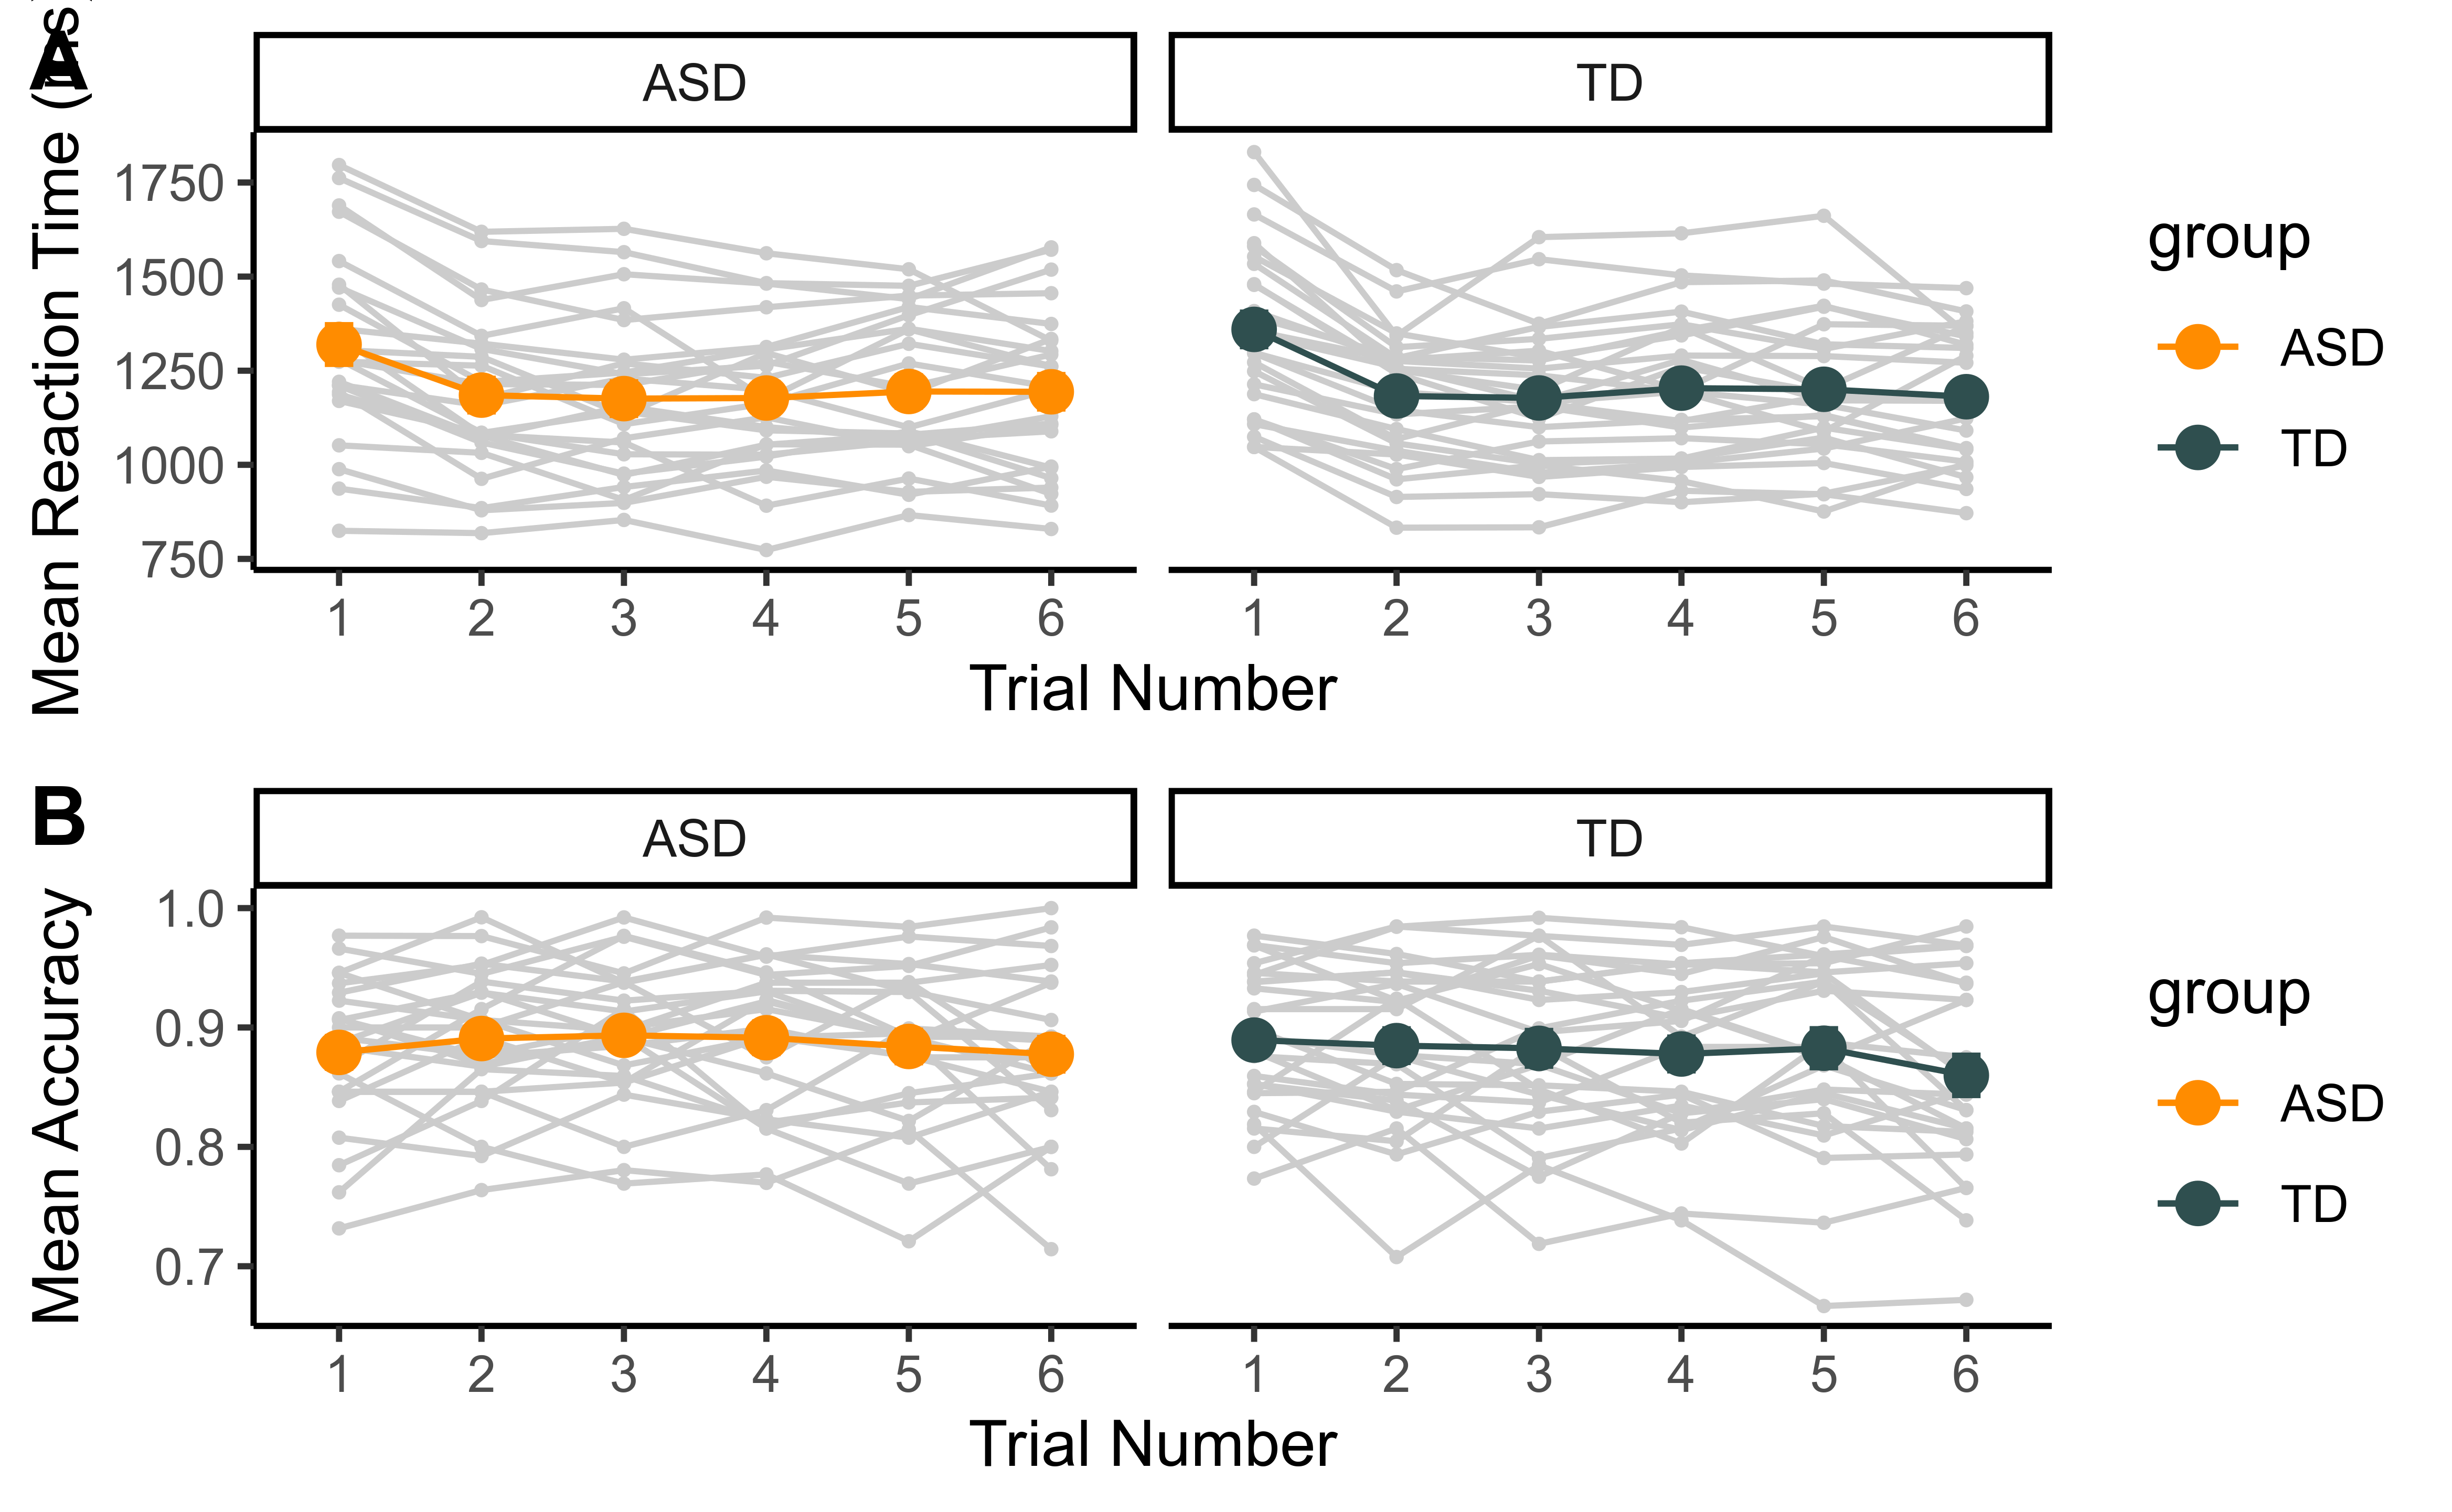 A
Mean Reaction Time (ms)
ASD
TD
1750
1500
1250
1000
750
1 2 3 4 5 6
1 2 3 4 5 6
Trial Number
group
ASD
TD
B
Mean Accuracy
ASD
TD
1.0
0.9
0.8
0.7
1 2 3 4 5 6
1 2 3 4 5 6
Trial Number
group
ASD
TD